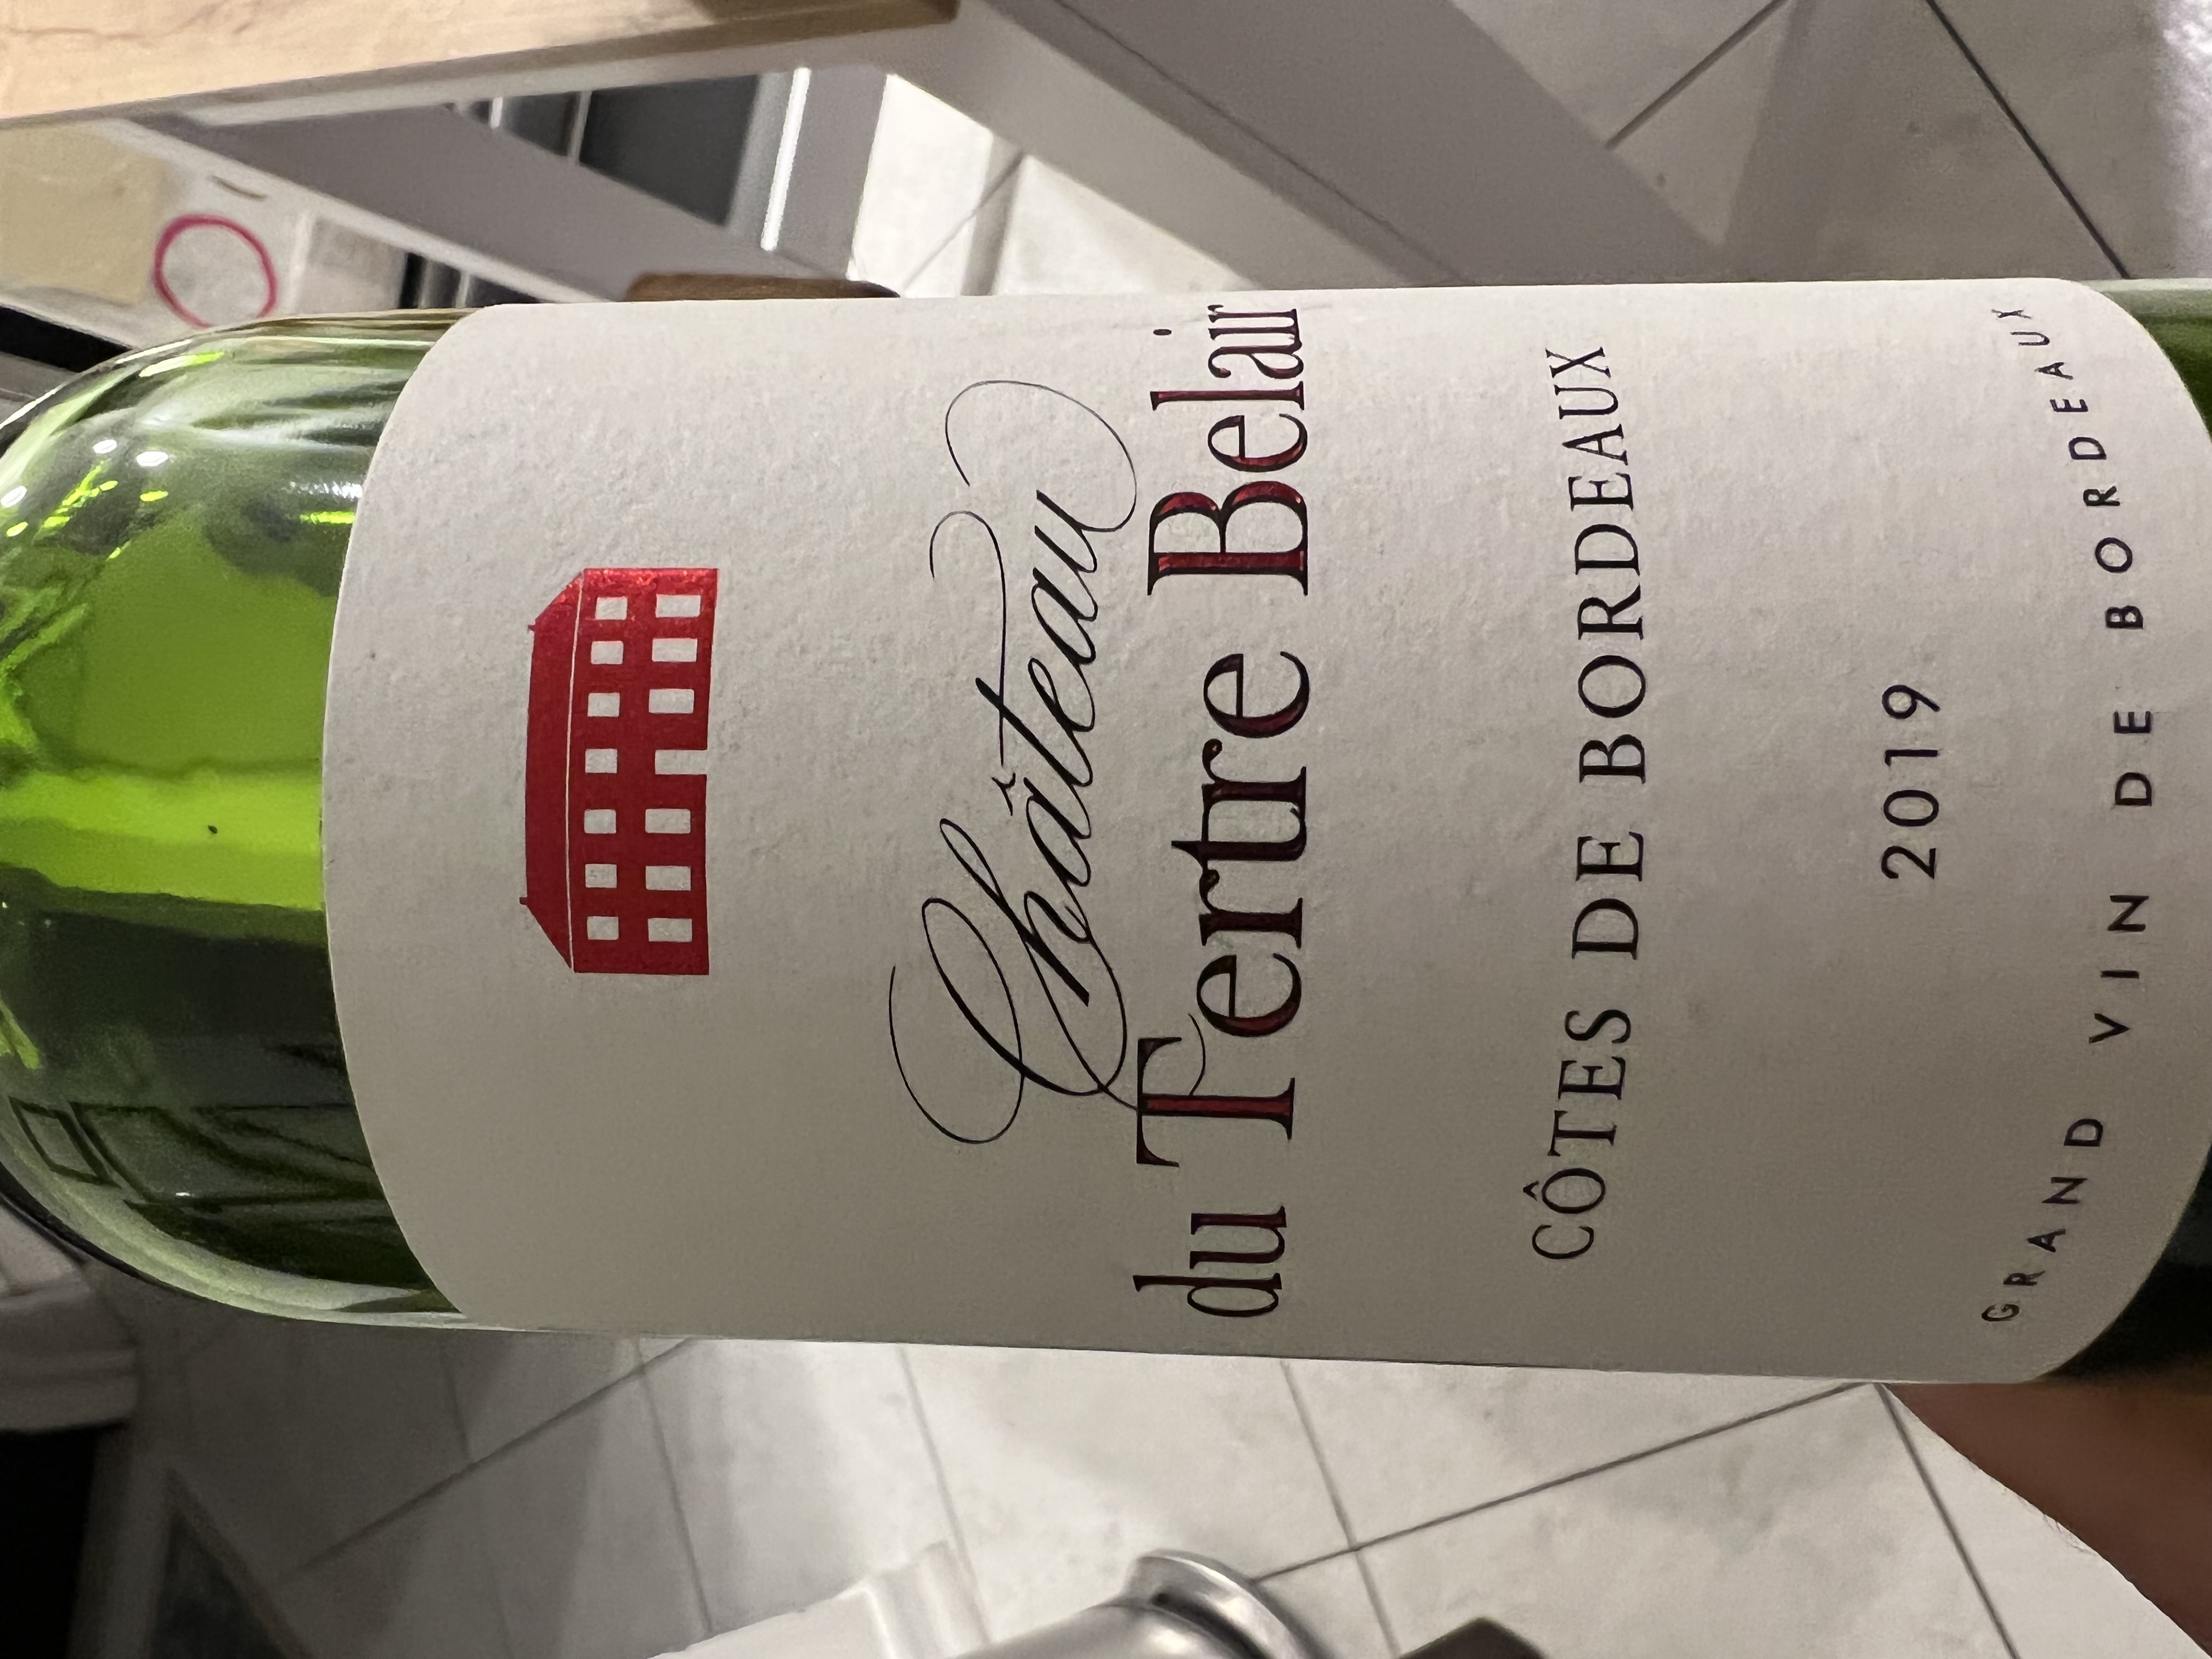 Château
du Tertre Belair
CÔTES DE BORDEAUX
2019
GRAND VIN DE BORDEAUX